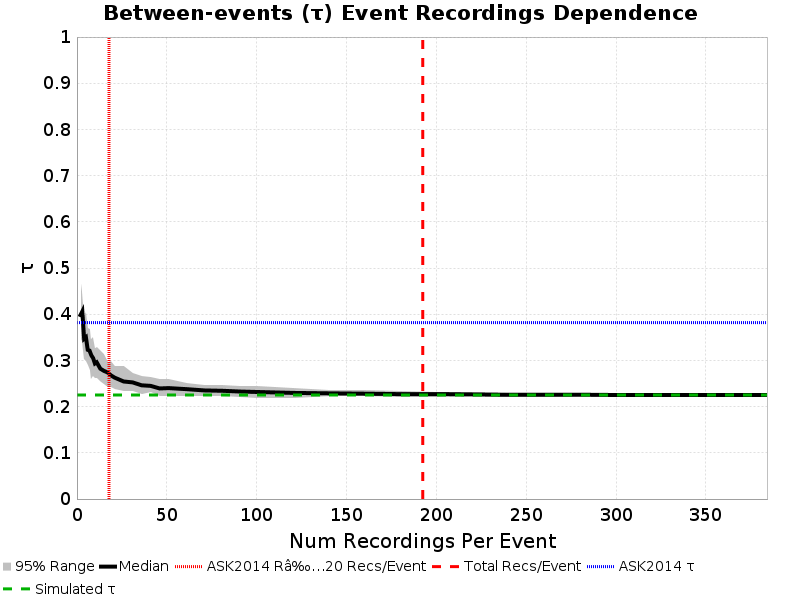 Between-events (τ) Event Recordings Dependence
1
0.9
0.8
0.7
0.6
0.5
0.4
0.3
0.2
0.1
0
τ
0 50 100 150 200 250 300 350
Num Recordings Per Event
95% Range Median ASK2014 Râ‰…20 Recs/Event Total Recs/Event ASK2014 τ
Simulated τ